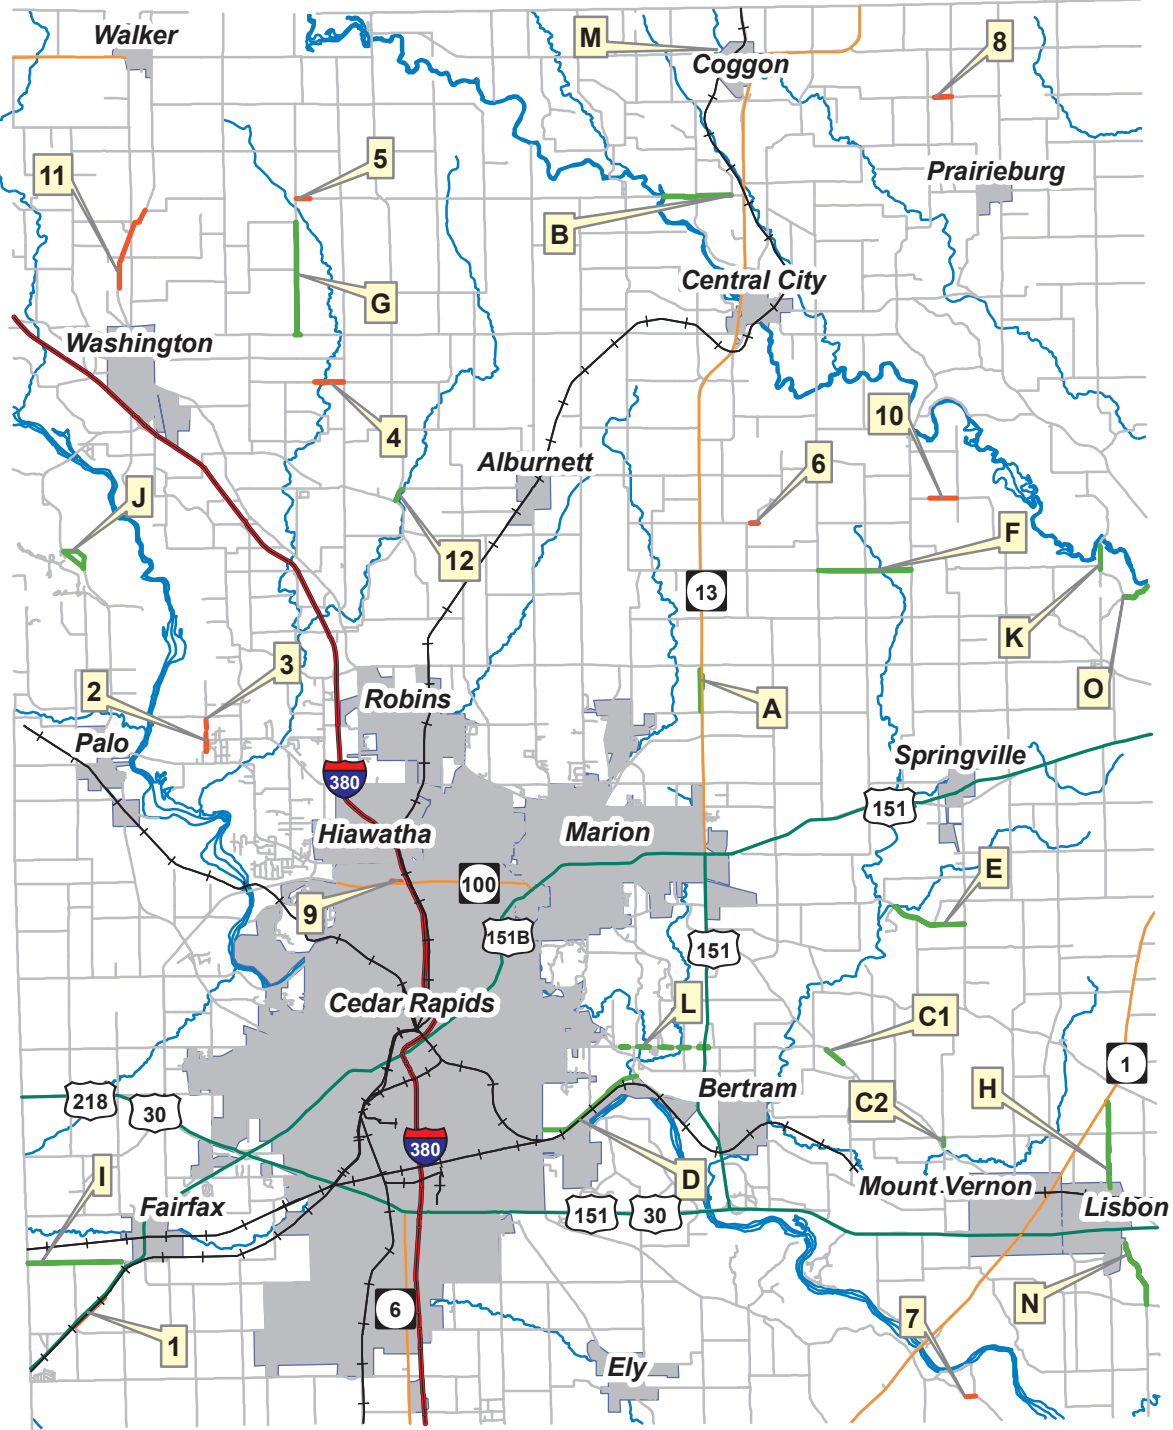 Walker
M
Coggon
8
5
11
Prairieburg
B
Central City
G
Washington
10
4
6
Alburnett
J
F
12
13
K
3
2
O
Robins
A
Palo
Springville
380
151
Hiawatha
Marion
E
100
9
151B
151
Cedar Rapids
L
C1
1
Bertram
H
218
30
C2
380
I
D
Mount Vernon
Fairfax
Lisbon
151
30
N
6
7
1
Ely